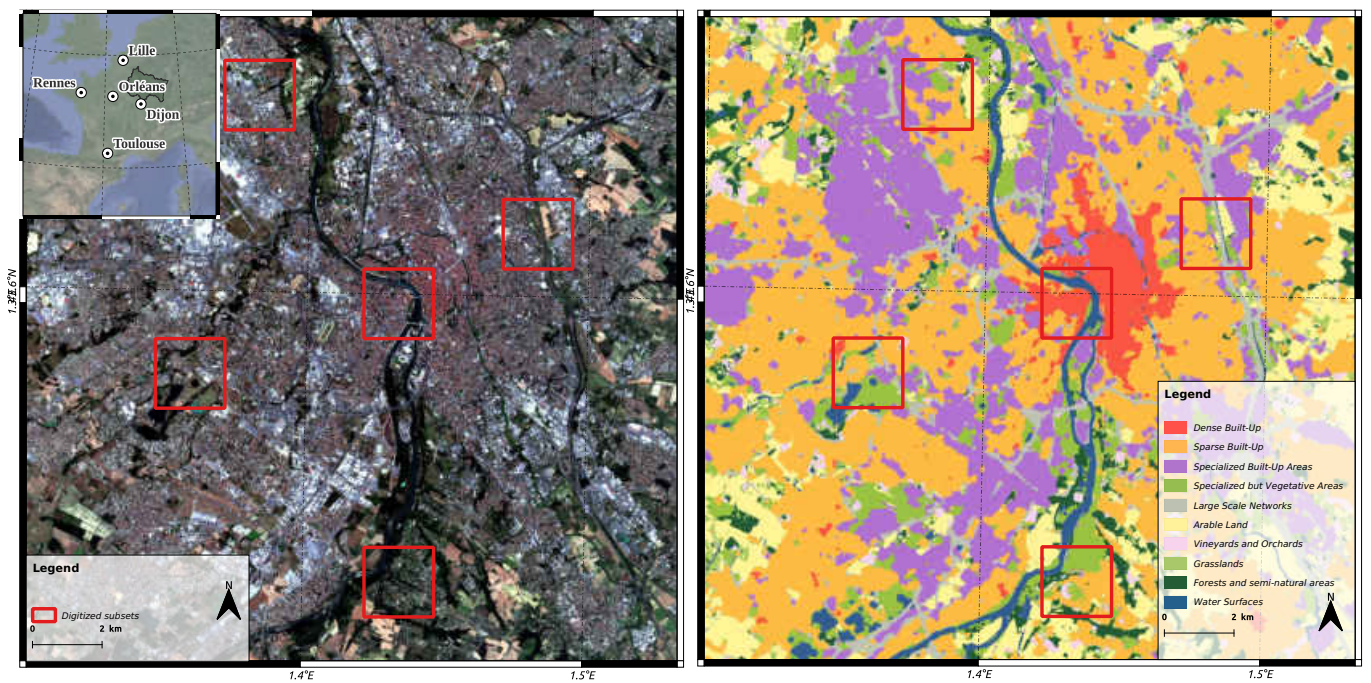 Lille
Rennes
Orléans
Dijon
Toulouse
Legend
Digitized subsets
0 2 km
N
1.4°E
1.5°E
Legend
Dense Built-Up
Sparse Built-Up
Specialized Built-Up Areas
Specialized but Vegetative Areas
Large Scale Networks
Arable Land
Vineyards and Orchards
Grasslands
Forests and semi-natural areas
Water Surfaces
0 2 km
N
1.4°E
1.5°E